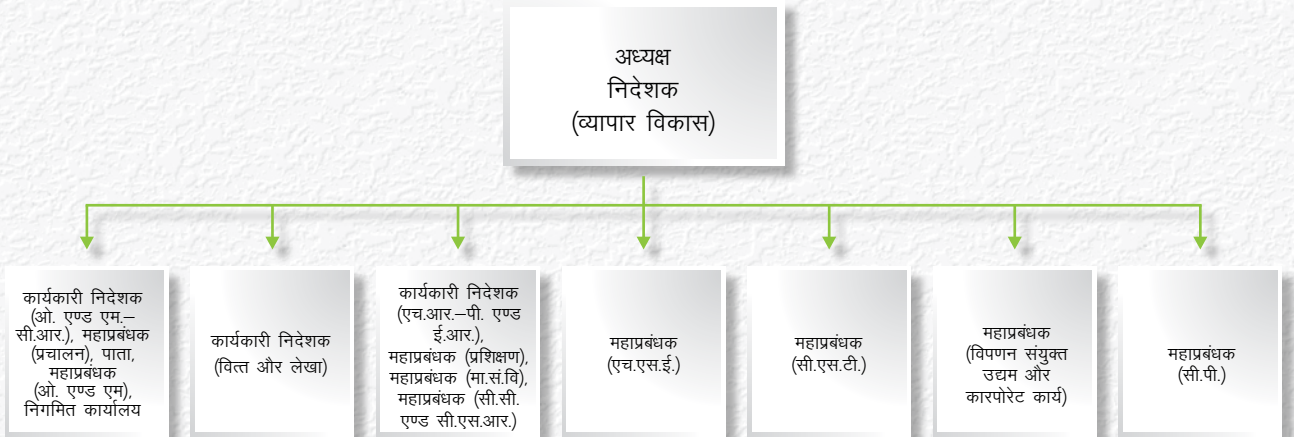 अध्यक्ष
निदेशक
(व्यापार विकास)
कार्यकारी निदेशक
(ओ. एण्ड एम.–
सी.आर.), महाप्रबंधक
(प्रचालन), पाता,
महाप्रबंधक
(ओ. एण्ड एम),
निगमित कार्यालय
कार्यकारी निदेशक
(वित्त और लेखा)
कार्यकारी निदेशक
(एच.आर.–पी. एण्ड
ई.आर.),
महाप्रबंधक (प्रशिक्षण),
महाप्रबंधक (मा.सं.वि),
महाप्रबंधक (सी.सी.
एण्ड सी.एस.आर.)
महाप्रबंधक
(एच.एस.ई.)
महाप्रबंधक
(सी.एस.टी.)
महाप्रबंधक
(विपणन संयुक्त
उद्यम और
कारपोरेट कार्य)
महाप्रबंधक
(सी.पी.)